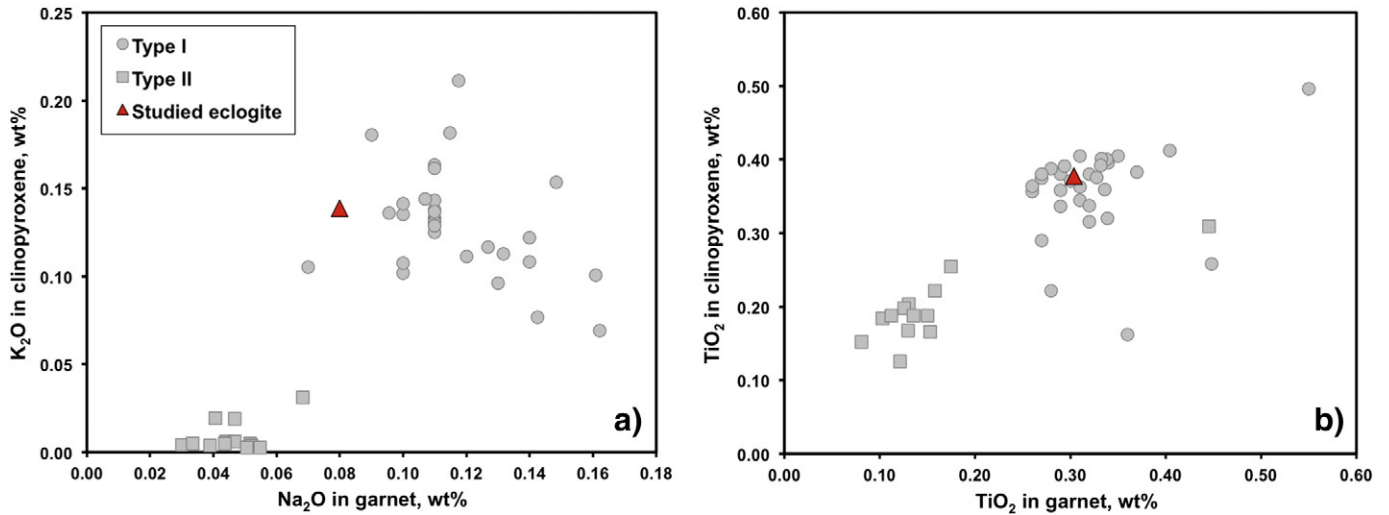 0.25
0.20
0.15
0.10
0.05
0.00
K₂O in clinopyroxene, wt%
Type I
Type II
Studied eclogite
a)
0.00 0.02 0.04 0.06 0.08 0.10 0.12 0.14 0.16 0.18
Na₂O in garnet, wt%
0.60
0.50
0.40
0.30
0.20
0.10
0.00
TiO₂ in clinopyroxene, wt%
b)
0.00 0.10 0.20 0.30 0.40 0.50 0.60
TiO₂ in garnet, wt%